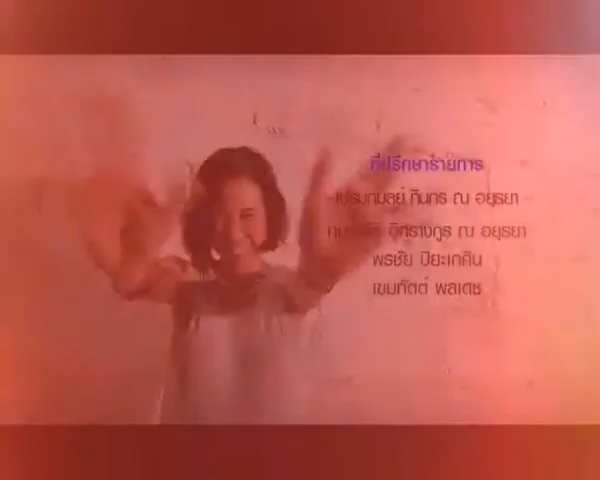 ที่ปรึกษารายการ
ทินกร ณ อยุธยา
อิศรางกูร ณ อยุธยา
พรชัย ปิยะเกศิน
เขมทัตต์ พลเดช